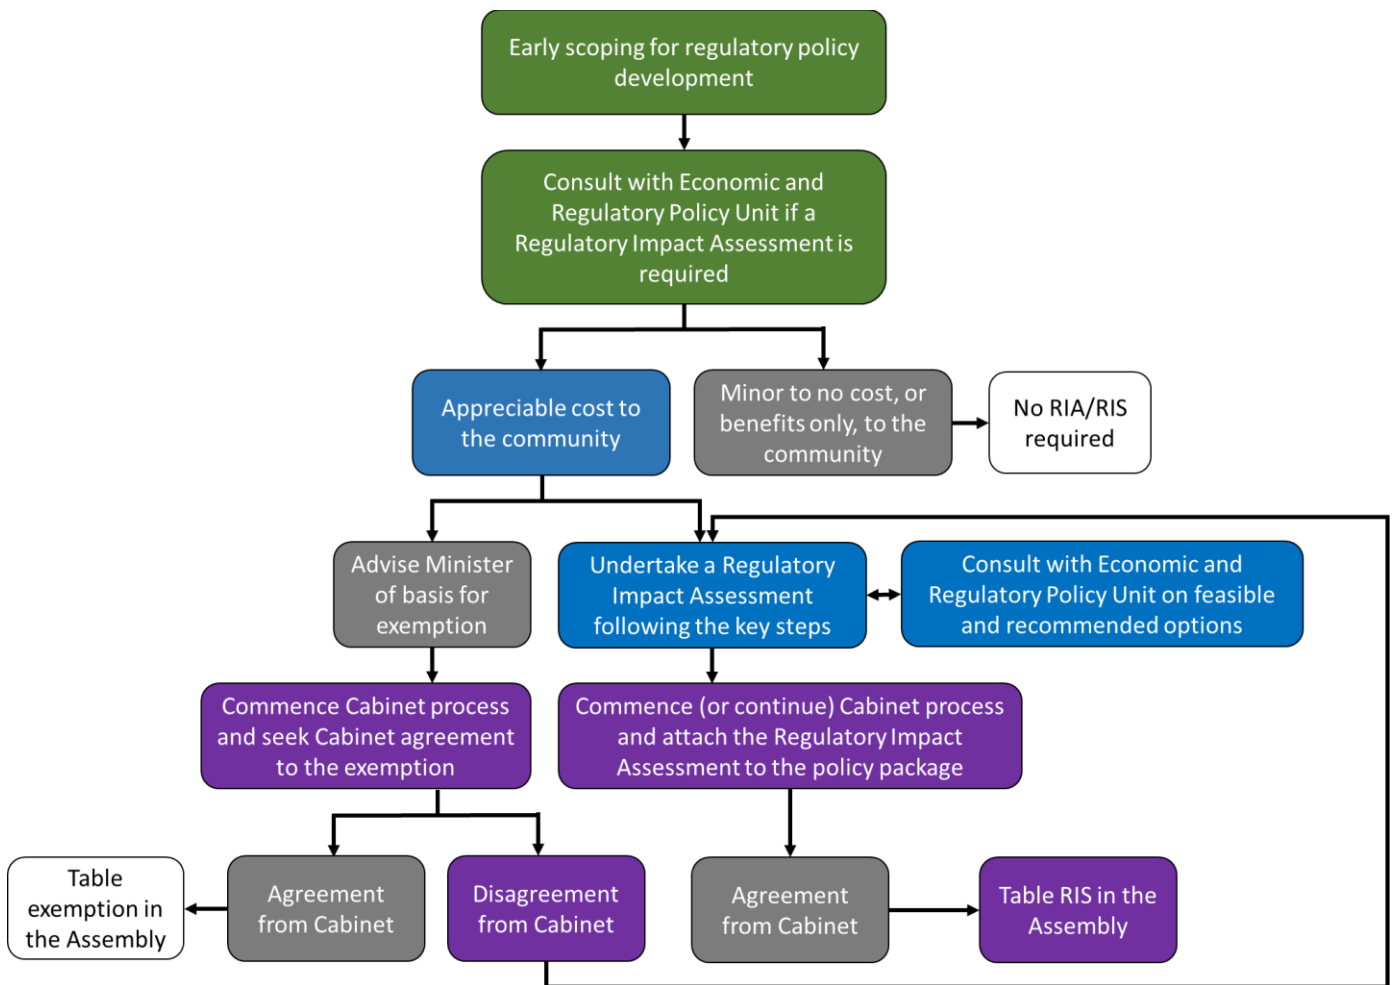 Early scoping for regulatory policy
development
Consult with Economic and
Regulatory Policy Unit if a
Regulatory Impact Assessment is
required
Appreciable cost to
the community
Minor to no cost, or
benefits only, to the
community
No RIA/RIS
required
Advise Minister
of basis for
exemption
Undertake a Regulatory
Impact Assessment
following the key steps
Consult with Economic and
Regulatory Policy Unit on feasible
and recommended options
Commence Cabinet process
and seek Cabinet agreement
to the exemption
Commence (or continue) Cabinet process
and attach the Regulatory Impact
Assessment to the policy package
Table
exemption in
the Assembly
Agreement
from Cabinet
Disagreement
from Cabinet
Agreement
from Cabinet
Table RIS in the
Assembly